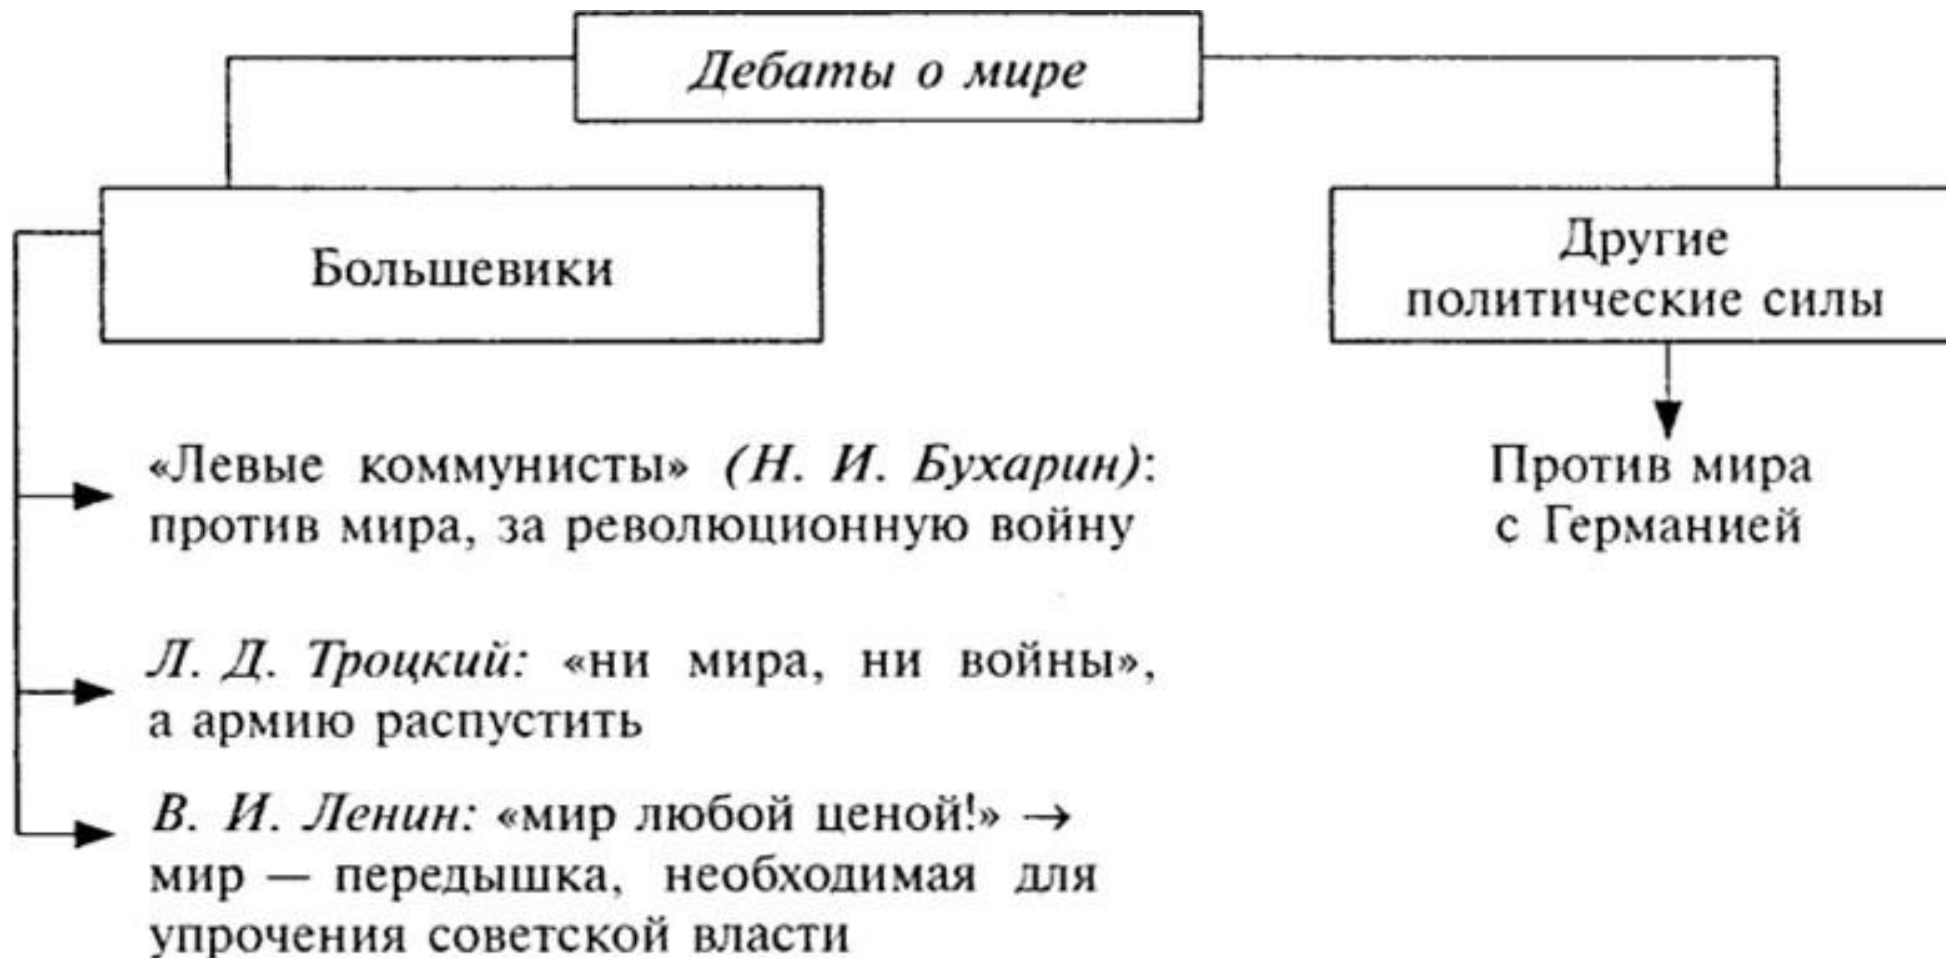 Дебаты о мире
Большевики
Другие
политические силы
«Левые коммунисты» (Н. И. Бухарин):
против мира, за революционную войну
Л. Д. Троцкий: «ни мира, ни войны»,
а армию распустить
В. И. Ленин: «мир любой ценой!» →
мир — передышка, необходимая для
упрочения советской власти
Против мира
с Германией